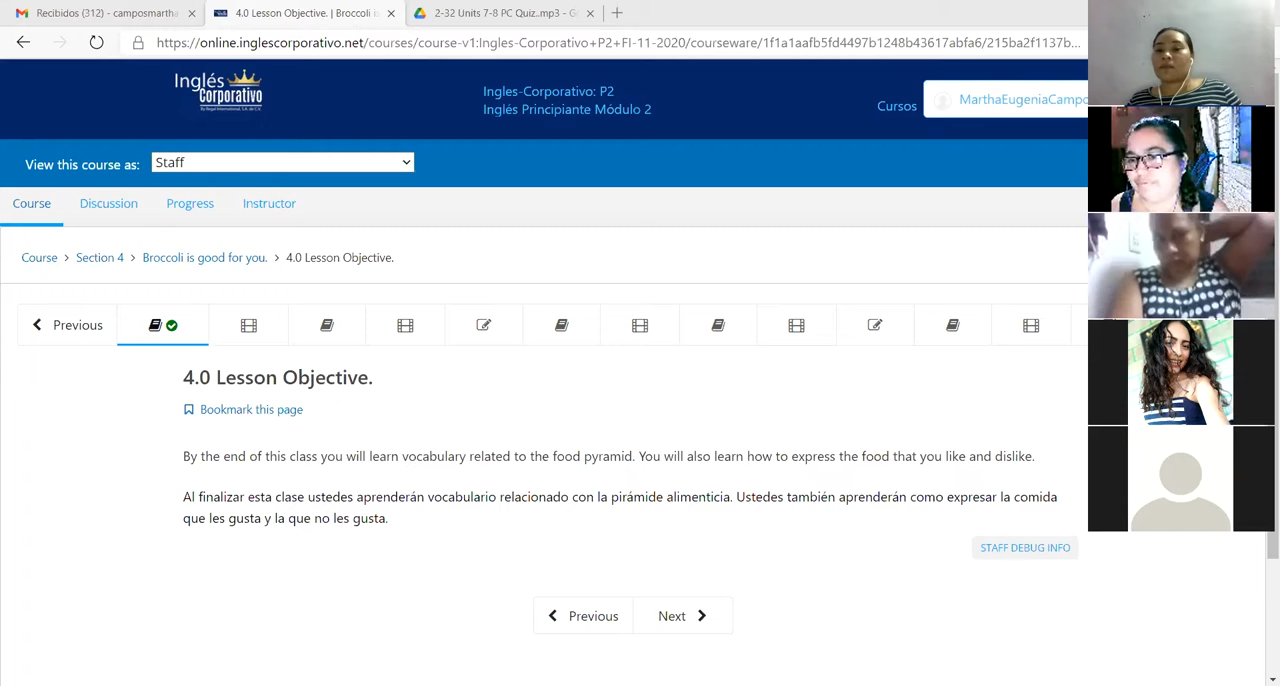 Recibidos (312) - camposmartha
4.0 Lesson Objective. | Broccoli is
2-32 Units 7-8 PC Quiz..mp3 - G
https://online.inglescorporativo.net/courses/course-v1:Ingles-Corporativo+P2+FI-11-2020/courseware/1f1a1aafb5fd4497b1248b43617abfa6/215ba2f1137b...
Inglés
Corporativo
Ingles-Corporativo: P2
Inglés Principiante Módulo 2
Cursos
MarthaEugeniaCampo
View this course as:
Staff
Course
Discussion
Progress
Instructor
Course > Section 4 > Broccoli is good for you. > 4.0 Lesson Objective.
Previous
4.0 Lesson Objective.
Bookmark this page
By the end of this class you will learn vocabulary related to the food pyramid. You will also learn how to express the food that you like and dislike.
Al finalizar esta clase ustedes aprenderán vocabulario relacionado con la pirámide alimenticia. Ustedes también aprenderán como expresar la comida
que les gusta y la que no les gusta.
STAFF DEBUG INFO
Previous
Next